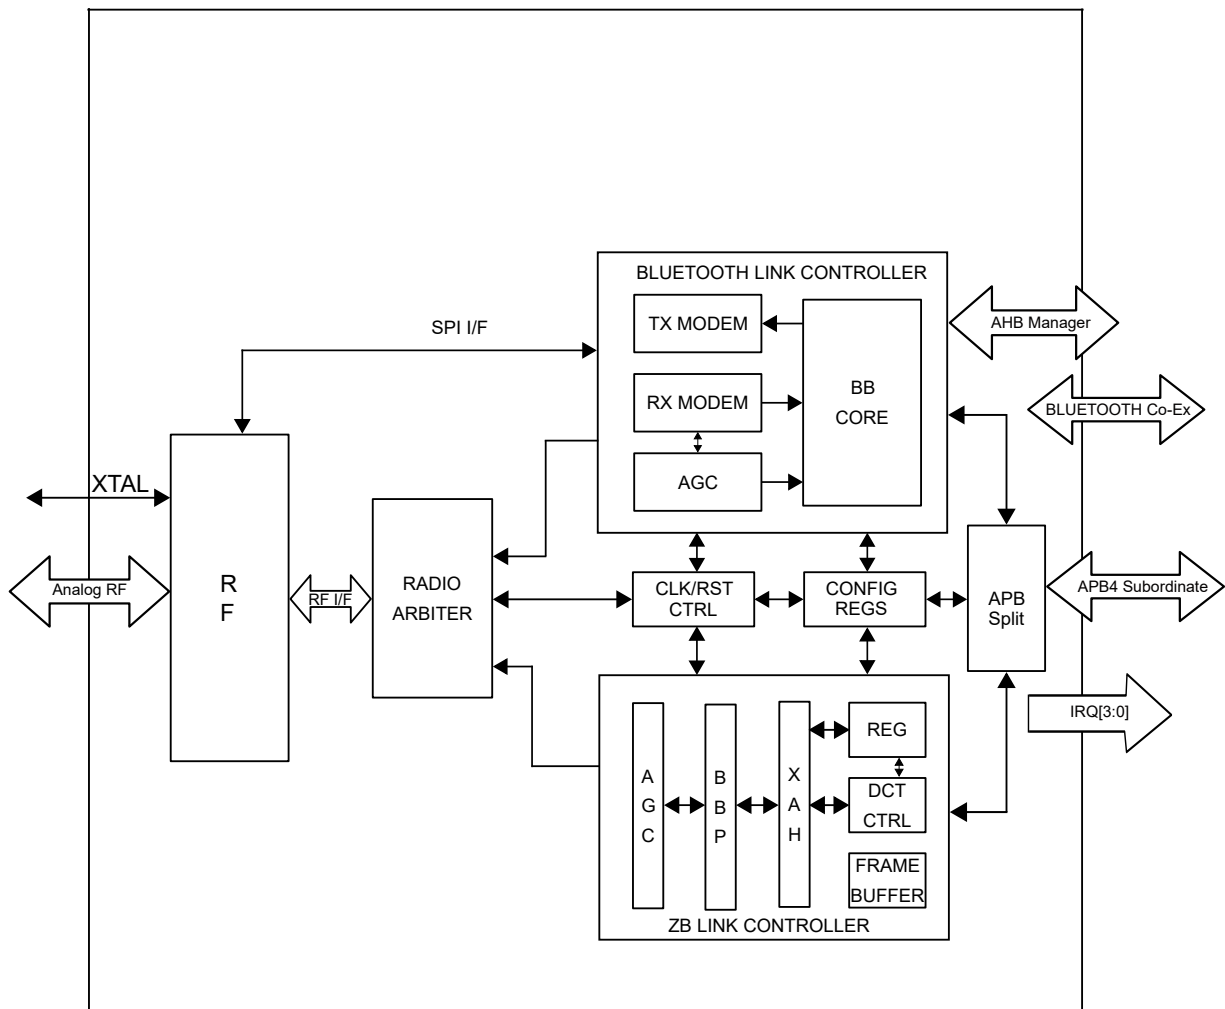 BLUETOOTH LINK CONTROLLER
TX MODEM
AHB Manager
SPI I/F
RX MODEM
BB
CORE
BLUETOOTH Co-Ex
AGC
XTAL
Analog RF
R
F
RF I/F
RADIO
ARBITER
CLK/RST
CTRL
CONFIG
REGS
APB
Split
APB4 Subordinate
IRQ[3:0]
A
G
C
B
B
P
X
A
H
REG
DCT
CTRL
FRAME
BUFFER
ZB LINK CONTROLLER